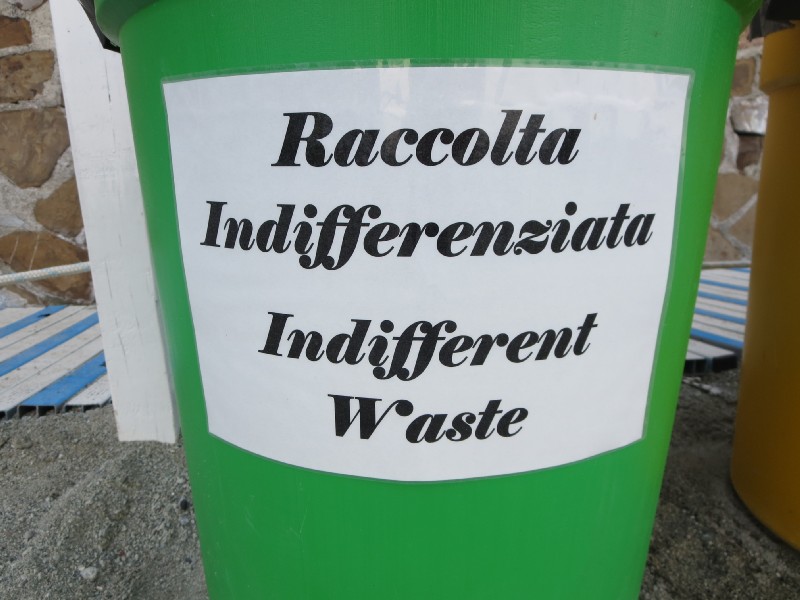 Raccolta
Indifferenziata
Indifferent
Waste